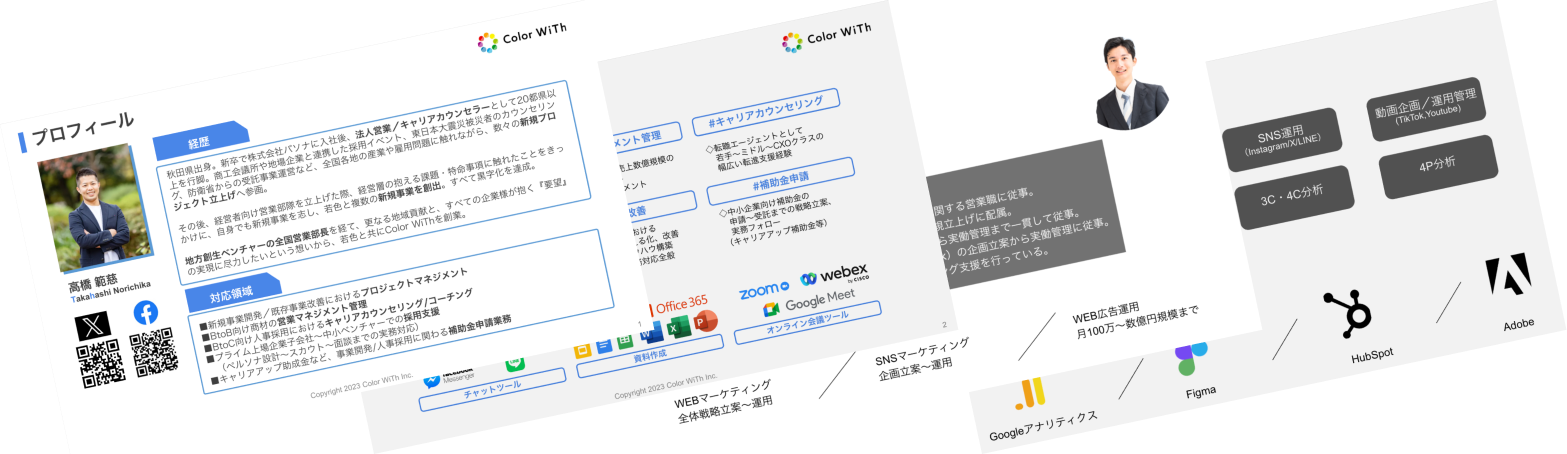 Color WiTh
プロフィール
経歴
秋田県出身。新卒で株式会社パソナに入社後、法人営業／キャリアカウンセラーとして20都県以
上を行脚。商工会議所や地場企業と連携した採用イベント、東日本大震災被災者のカウンセリン
グ、防衛省からの受託事業運営など、全国各地の産業や雇用問題に触れながら、数々の新規プロ
ジェクト立上げへ参画。
その後、経営者向け営業部隊を立上げた際、経営層の抱える課題・特命事項に触れたことをきっ
かけに、自身でも新規事業を志し、若色と複数の新規事業を創出。すべて黒字化を達成。
地方創生ベンチャーの全国営業部長を経て、更なる地域貢献と、すべての企業様が抱く『要望』
の実現に尽力したいという想いから、若色と共にColor WiThを創業。
高橋 範慈
Takahashi Norichika
対応領域
■新規事業開発／既存事業改善におけるプロジェクトマネジメント
■BtoB向け商材の営業マネジメント管理
■BtoC向け人事採用におけるキャリアカウンセリング/コーチング
■プライム上場企業子会社～中小ベンチャーでの採用支援
（ペルソナ設計～スカウト～面談までの実務対応）
■キャリアアップ助成金など、事業開発/人事採用に関わる補助金申請業務
Copyright 2023 Color WiTh Inc.
1
Color WiTh
メント管理
#キャリアカウンセリング
売上数億規模の
メント
◇転職エージェントとして
若手～ミドル～CXOクラスの
幅広い転進支援経験
改善
#補助金申請
おける
る化、改善
ハウ構築
対応全般
◇中小企業向け補助金の
申請～受託までの戦略立案、
実務フォロー
（キャリアアップ補助金等）
Messenger
チャットツール
Office 365
資料作成
zoom
webex
by CISCO
Google Meet
オンライン会議ツール
Copyright 2023 Color WiTh Inc.
2
関する営業職に従事。
規立上げに配属。
ら実働管理まで一貫して従事。
）の企画立案から実働管理に従事。
グ支援を行っている。
WEBマーケティング
全体戦略立案～運用
SNSマーケティング
企画立案～運用
WEB広告運用
月100万～数億円規模まで
SNS運用
(Instagram/X/LINE)
動画企画／運用管理
(TikTok,Youtube)
3C・4C分析
4P分析
Googleアナリティクス
Figma
HubSpot
Adobe